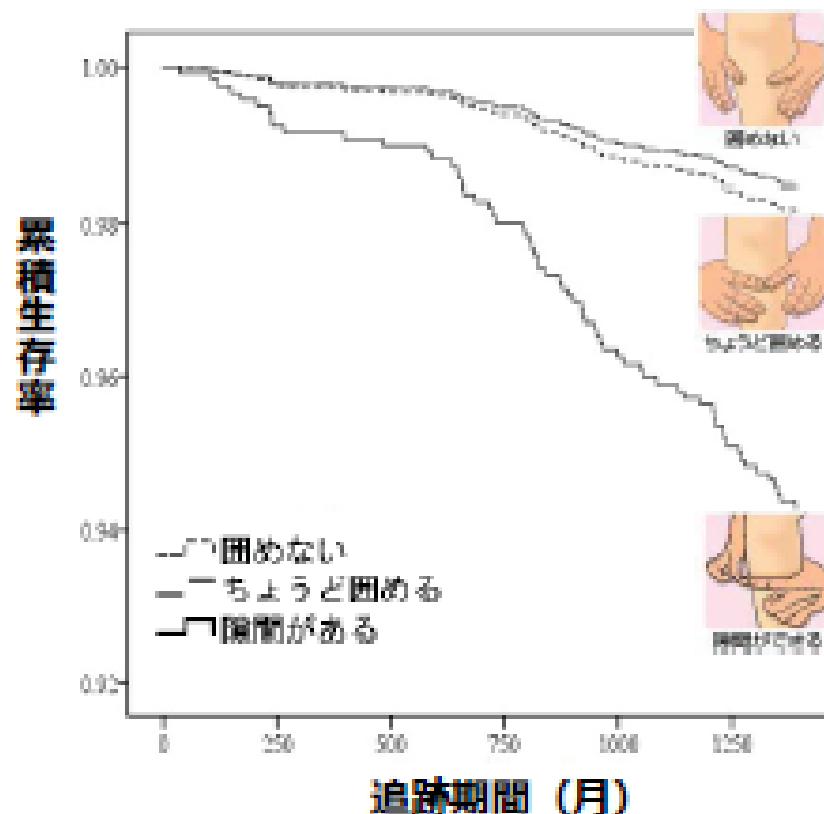 1.00
0.98
0.96
0.94
0.92
累積生存率
囲めない
ちょうど囲める
隙間ができる
囲めない
ちょうど囲める
隙間がある
0 250 500 750 1000 1250
追跡期間（月）